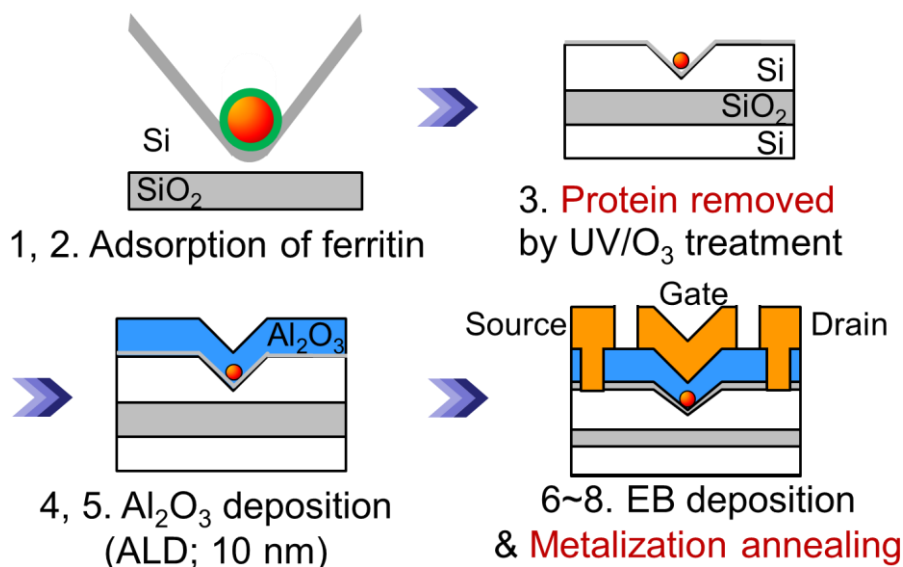 Si
SiO₂
1, 2. Adsorption of ferritin
Si
SiO₂
Si
3. Protein removed
by UV/O₃ treatment
Al₂O₃
4, 5. Al₂O₃ deposition
(ALD; 10 nm)
Gate
Source
Drain
6~8. EB deposition
& Metalization annealing